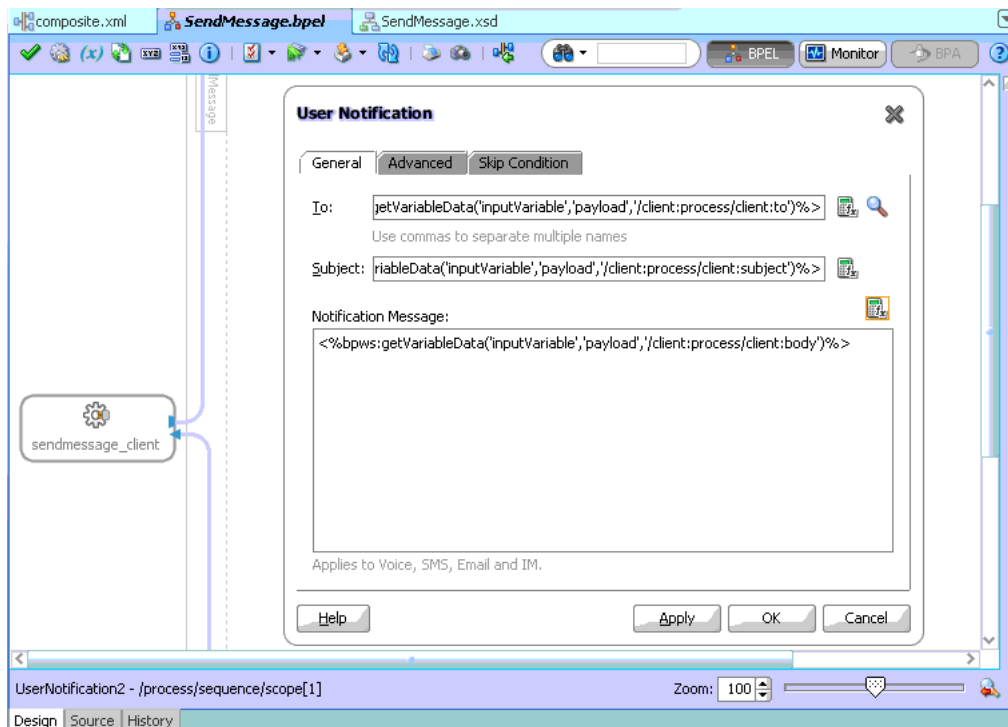 composite.xml SendMessage.bpel SendMessage.xsd
(x) XYZ BPEL Monitor BPA
Message
User Notification
General Advanced Skip Condition
To: getVariableData('inputVariable','payload','/client:process/client:to')%>
Use commas to separate multiple names
Subject: riableData('inputVariable','payload','/client:process/client:subject')%>
Notification Message:
<%bpws:getVariableData('inputVariable','payload','/client:process/client:body')%>
sendmessage_client
Applies to Voice, SMS, Email and IM.
Help Apply OK Cancel
UserNotification2 - /process/sequence/scope[1] Zoom: 100
Design Source History